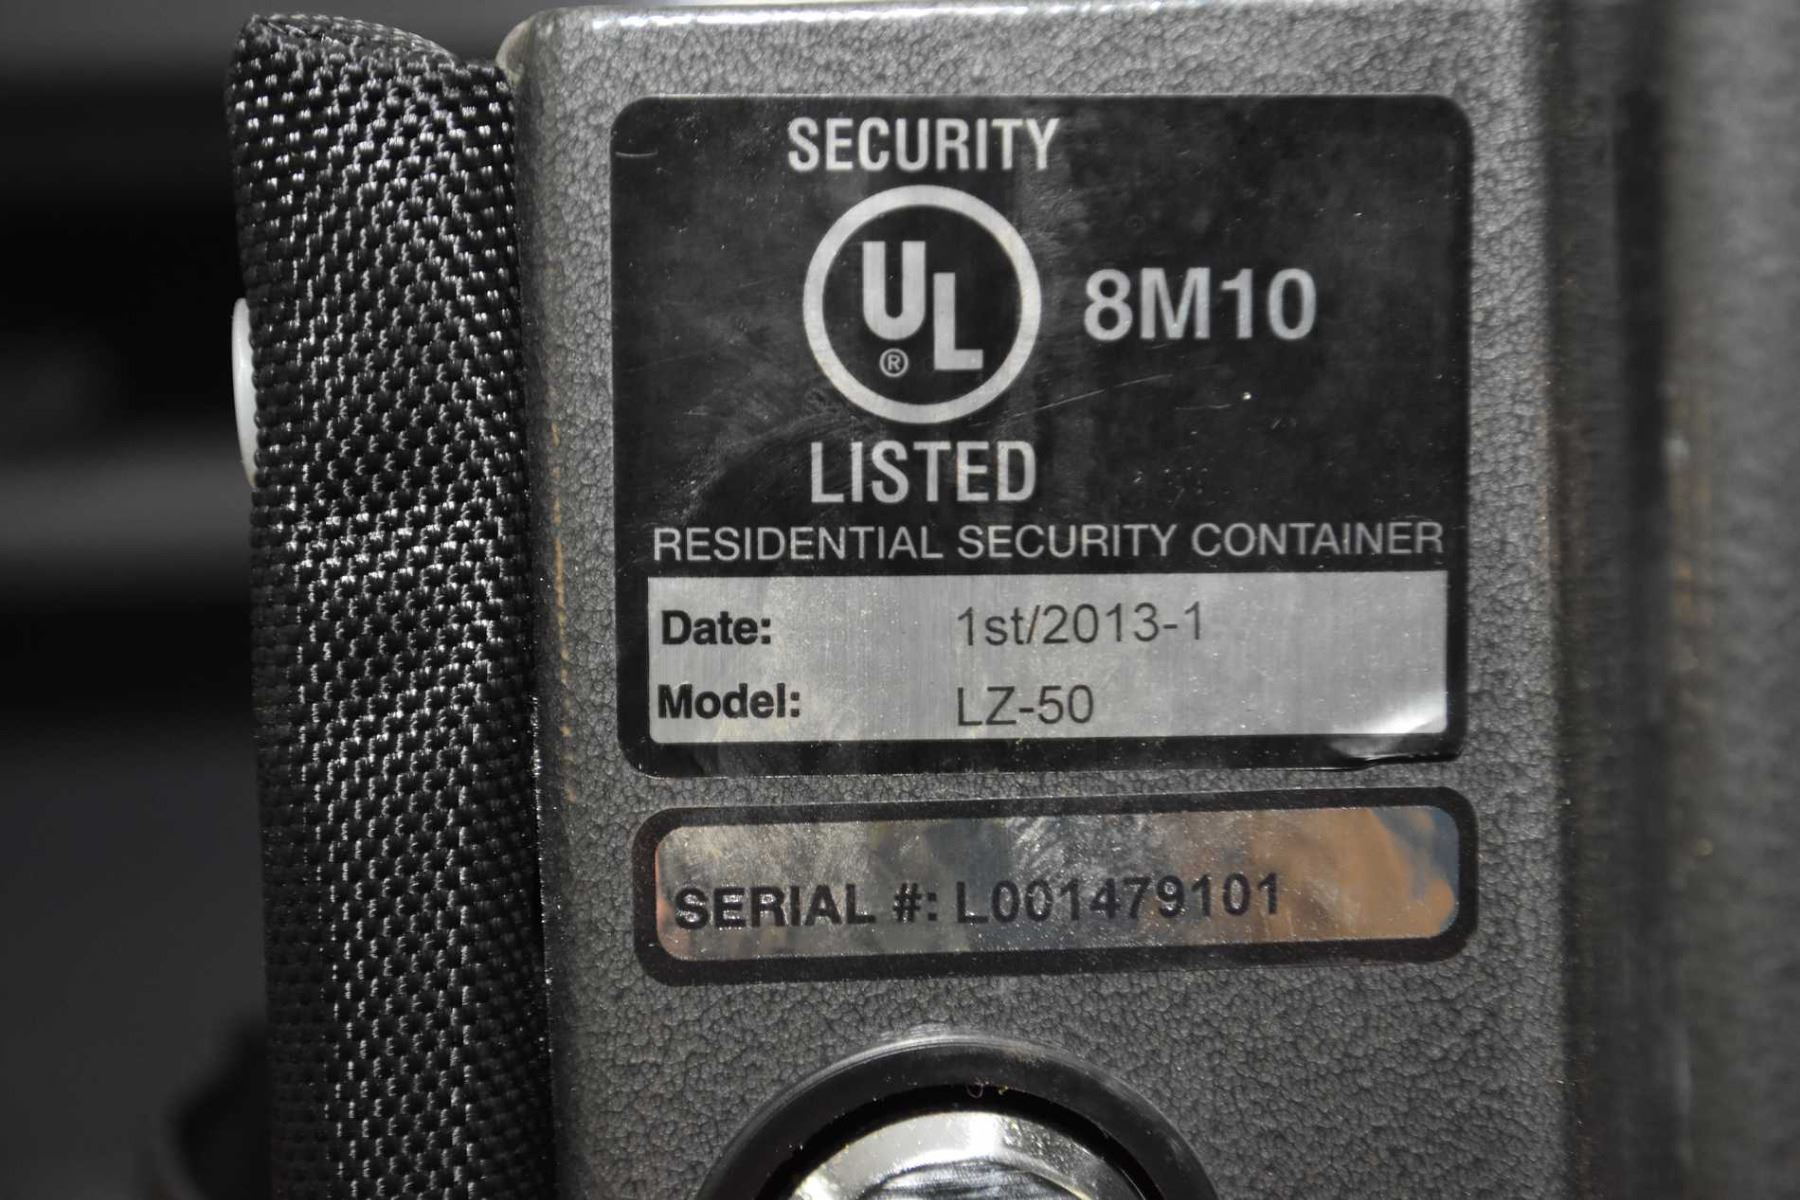 SECURITY
UL
®
8M10
LISTED
RESIDENTIAL SECURITY CONTAINER
Date: 1st/2013-1
Model: LZ-50
SERIAL #: L001479101